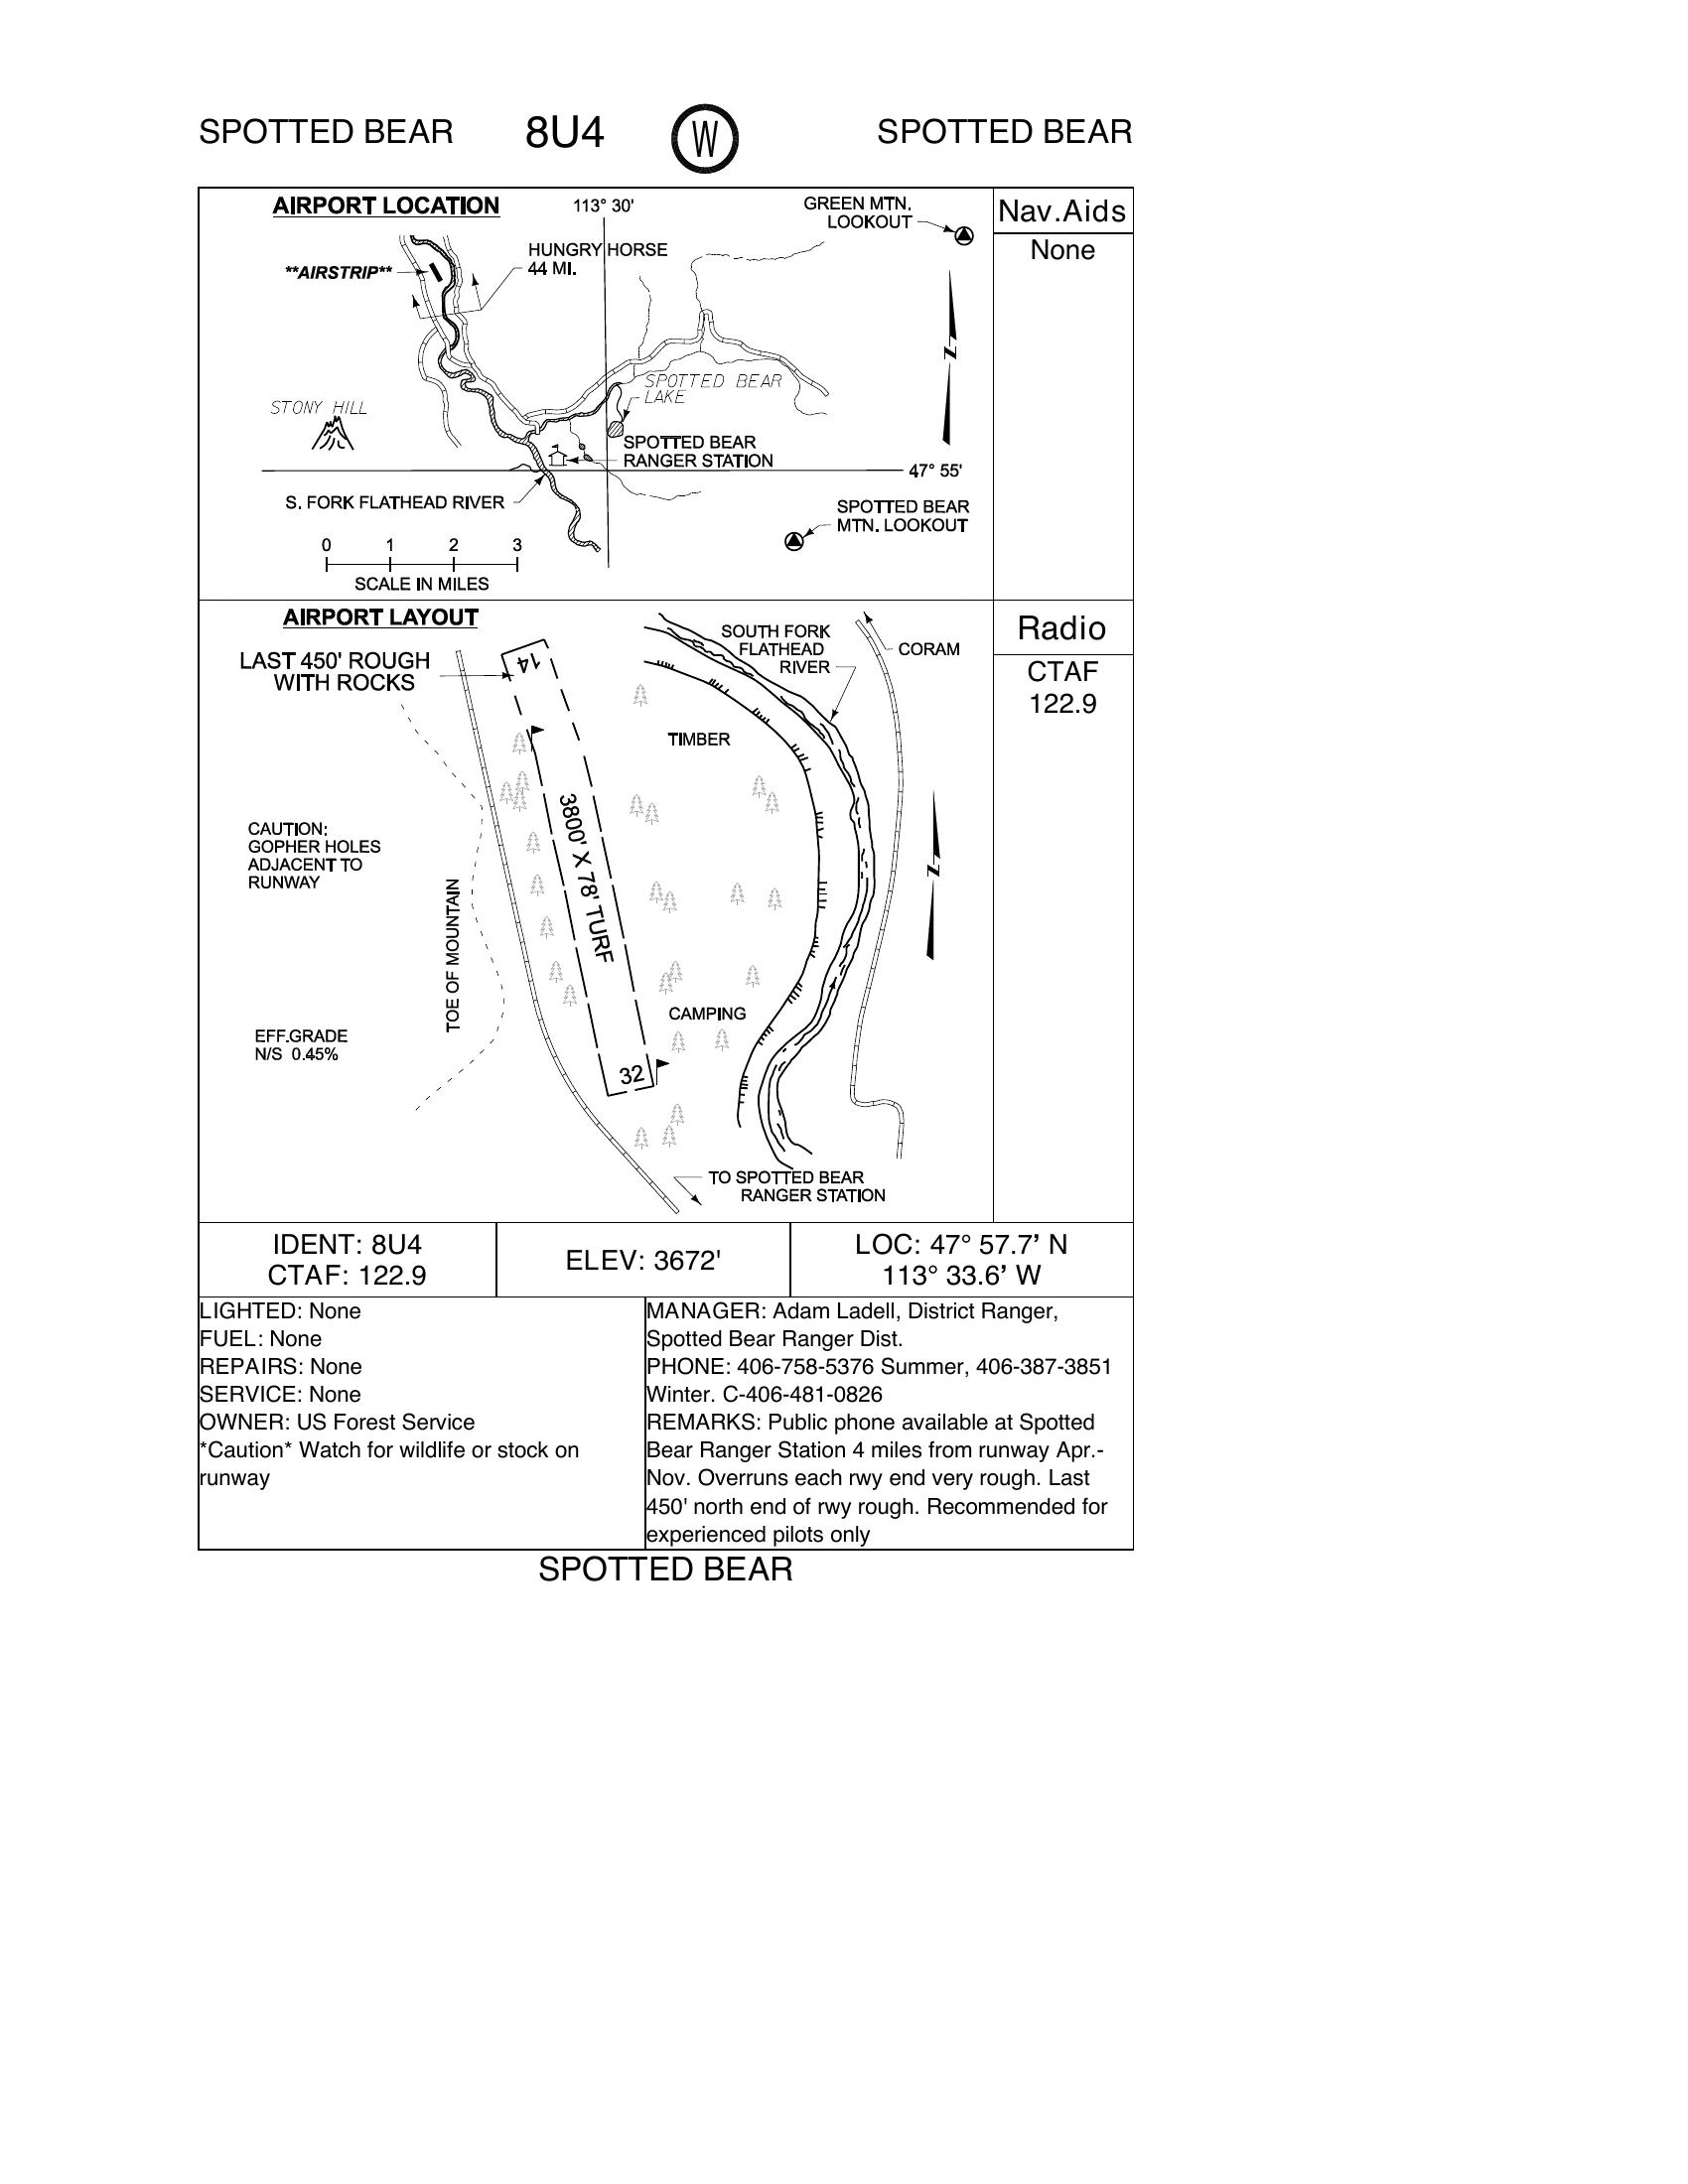 SPOTTED BEAR 8U4 W SPOTTED BEAR
AIRPORT LOCATION
113° 30'
GREEN MTN.
LOOKOUT
Nav.Aids
None
HUNGRY HORSE
44 MI.
**AIRSTRIP**
N
SPOTTED BEAR
LAKE
STONY HILL
SPOTTED BEAR
RANGER STATION
47° 55'
S. FORK FLATHEAD RIVER
SPOTTED BEAR
MTN. LOOKOUT
0 1 2 3
SCALE IN MILES
AIRPORT LAYOUT
Radio
CTAF
122.9
LAST 450' ROUGH
WITH ROCKS
14
SOUTH FORK
FLATHEAD
RIVER
CORAM
TIMBER
3800' X 78' TURF
CAUTION:
GOPHER HOLES
ADJACENT TO
RUNWAY
N
TOE OF MOUNTAIN
CAMPING
EFF.GRADE
N/S 0.45%
32
TO SPOTTED BEAR
RANGER STATION
IDENT: 8U4
CTAF: 122.9
ELEV: 3672'
LOC: 47° 57.7’ N
113° 33.6’ W
LIGHTED: None
FUEL: None
REPAIRS: None
SERVICE: None
OWNER: US Forest Service
*Caution* Watch for wildlife or stock on
runway
MANAGER: Adam Ladell, District Ranger,
Spotted Bear Ranger Dist.
PHONE: 406-758-5376 Summer, 406-387-3851
Winter. C-406-481-0826
REMARKS: Public phone available at Spotted
Bear Ranger Station 4 miles from runway Apr.-
Nov. Overruns each rwy end very rough. Last
450' north end of rwy rough. Recommended for
experienced pilots only
SPOTTED BEAR